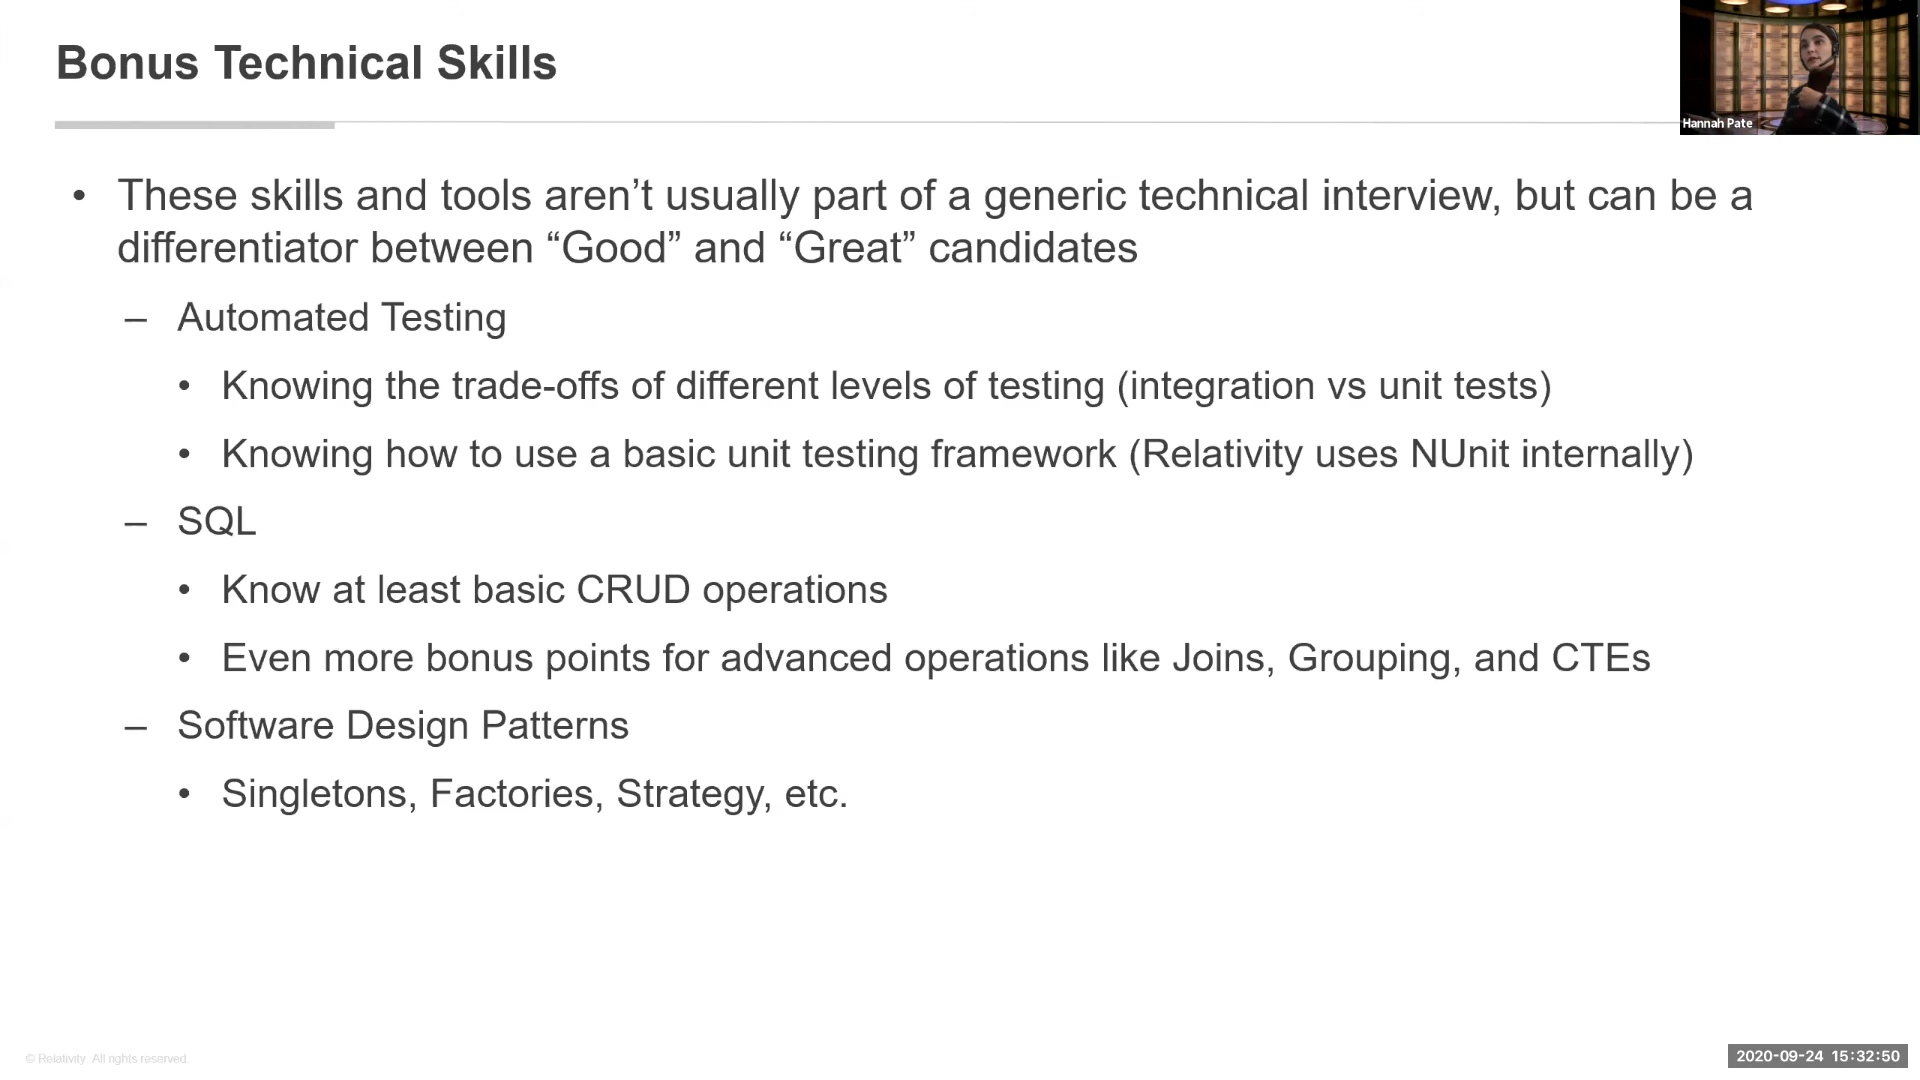 Bonus Technical Skills
Hannah Pate
• These skills and tools aren’t usually part of a generic technical interview, but can be a
differentiator between “Good” and “Great” candidates
– Automated Testing
• Knowing the trade-offs of different levels of testing (integration vs unit tests)
• Knowing how to use a basic unit testing framework (Relativity uses NUnit internally)
– SQL
• Know at least basic CRUD operations
• Even more bonus points for advanced operations like Joins, Grouping, and CTEs
– Software Design Patterns
• Singletons, Factories, Strategy, etc.
© Relativity. All rights reserved.
2020-09-24 15:32:50